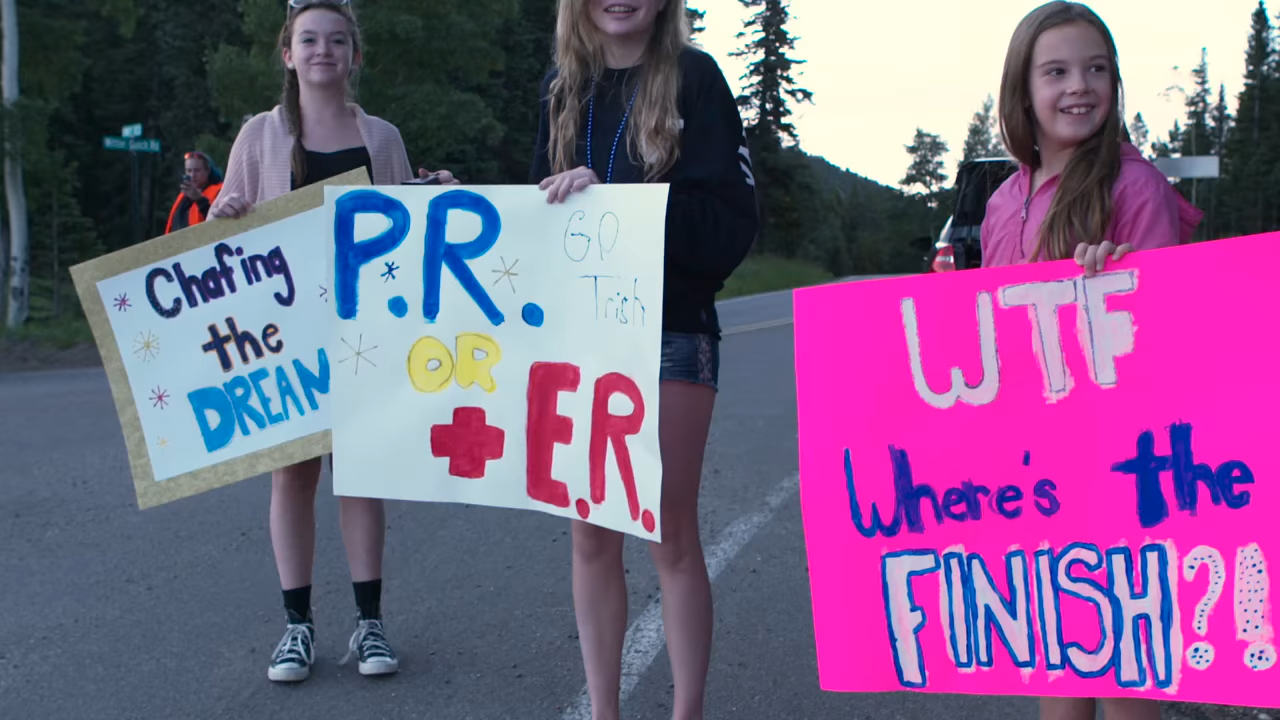 Chafing
the
DREAM
P.R.
OR
E.R.
GO
Trish
WTF
Where's the
FINISH?!